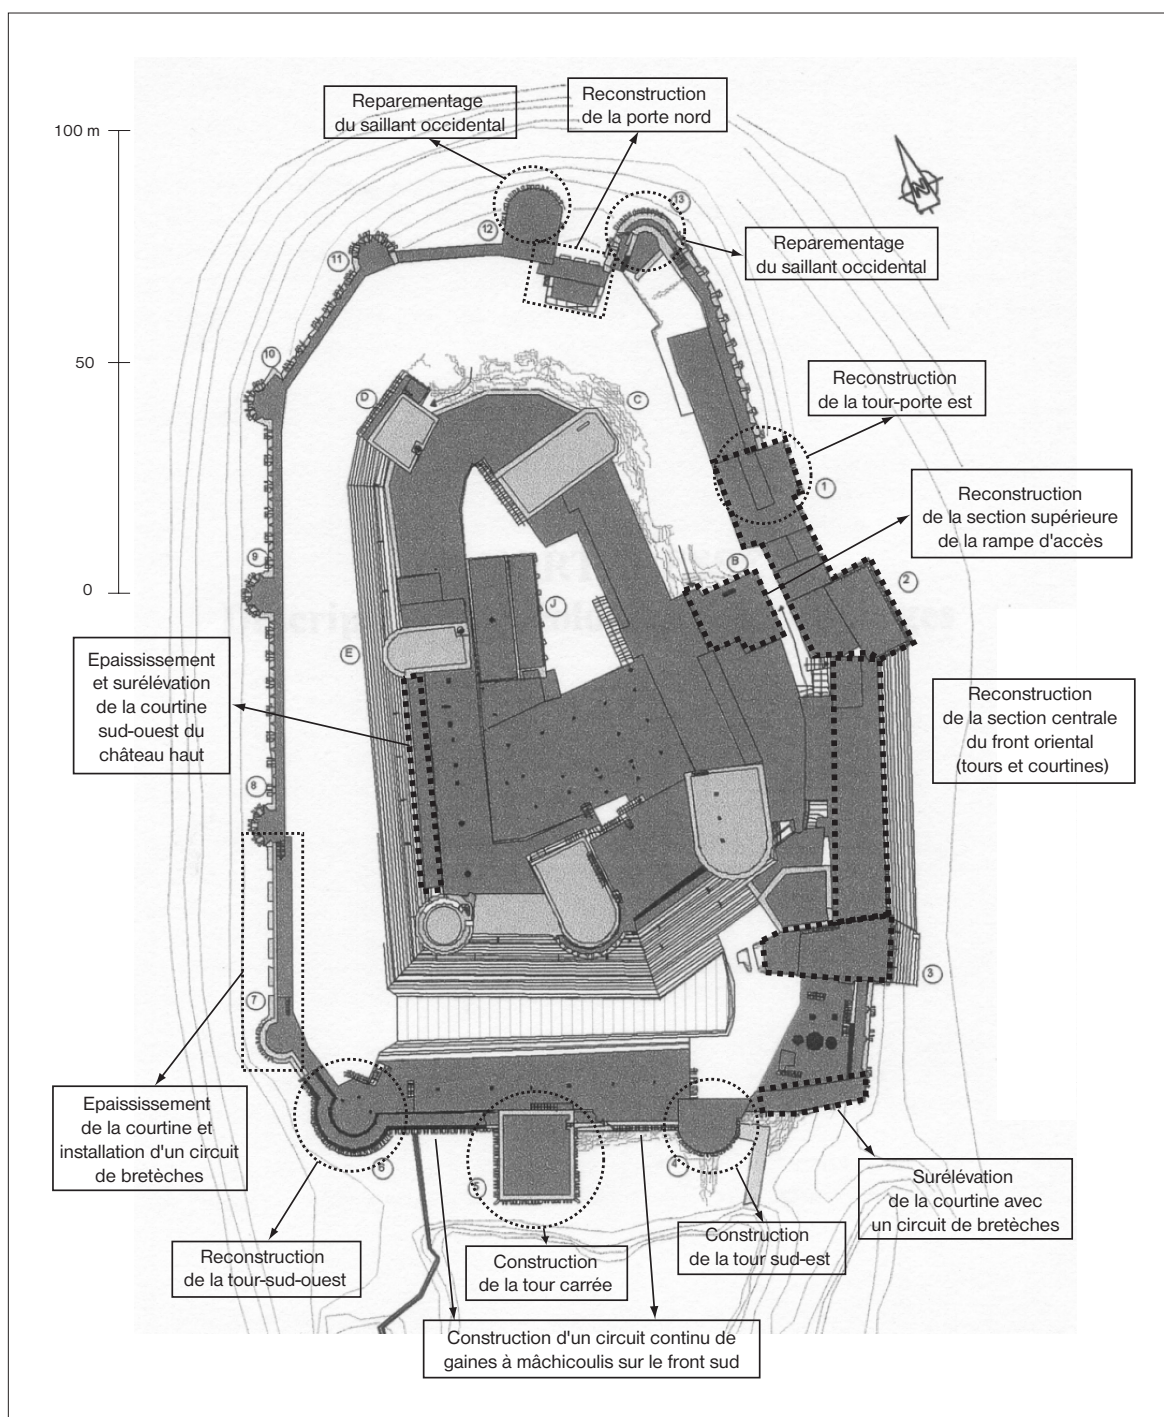 Reparementage
du saillant occidental
Reconstruction
de la porte nord
100 m
13
12
Reparementage
du saillant occidental
11
N
50
10
D
C
Reconstruction
de la tour-porte est
1
Reconstruction
de la section supérieure
de la rampe d'accès
9
B
2
0
J
E
Epaississement
et surélévation
de la courtine
sud-ouest du
château haut
Reconstruction
de la section centrale
du front oriental
(tours et courtines)
8
3
7
Epaississement
de la courtine et
installation d'un circuit
de bretèches
6
5
4
Surélévation
de la courtine avec
un circuit de bretèches
Reconstruction
de la tour-sud-ouest
Construction
de la tour carrée
Construction
de la tour sud-est
Construction d'un circuit continu de
gaines à mâchicoulis sur le front sud